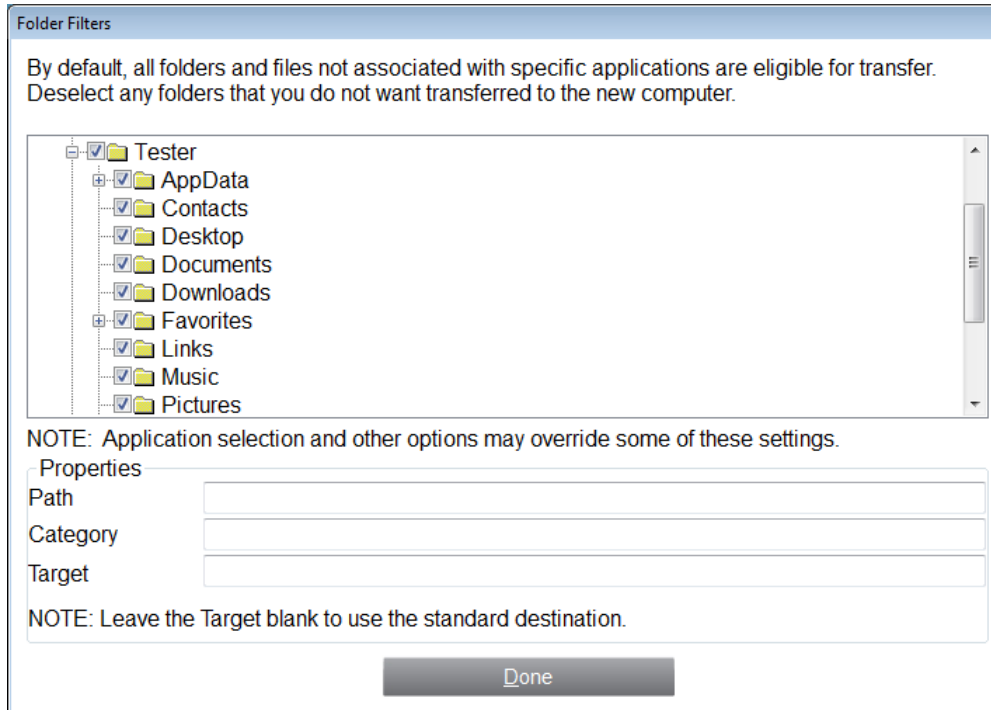 Folder Filters
By default, all folders and files not associated with specific applications are eligible for transfer.
Deselect any folders that you do not want transferred to the new computer.
Tester
AppData
Contacts
Desktop
Documents
Downloads
Favorites
Links
Music
Pictures
NOTE: Application selection and other options may override some of these settings.
Properties
Path
Category
Target
NOTE: Leave the Target blank to use the standard destination.
Done